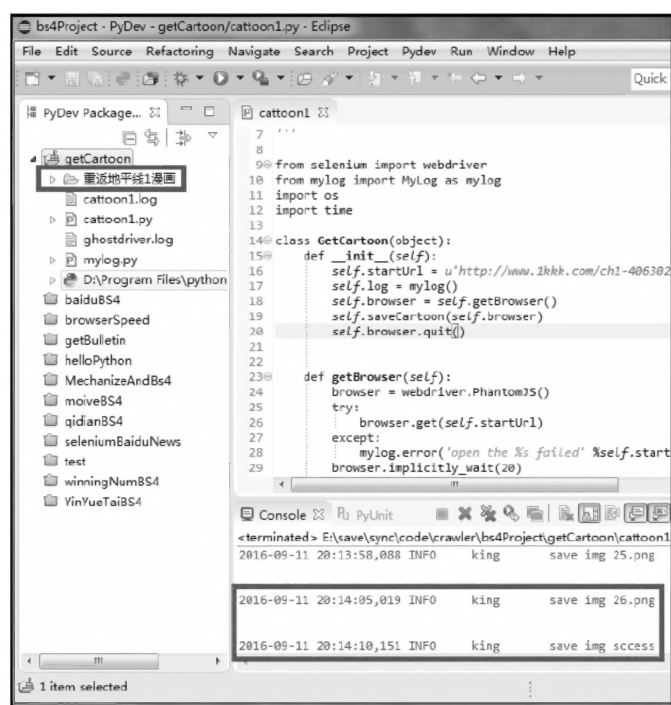 bs4Project - PyDev - getCartoon/cattoon1.py - Eclipse
File Edit Source Refactoring Navigate Search Project Pydev Run Window Help
Quick
PyDev Package...
getCartoon
重返地平线1漫画
cattoon1.log
cattoon1.py
ghostdriver.log
mylog.py
D:\Program Files\python
baiduBS4
browserSpeed
getBulletin
helloPython
MechanizeAndBs4
moiveBS4
qidianBS4
seleniumBaiduNews
test
winningNumBS4
YinYueTaiBS4
cattoon1
7 '''
8
9 from selenium import webdriver
10 from mylog import MyLog as mylog
11 import os
12 import time
13
14 class GetCartoon(object):
15 def __init__(self):
16 self.startUrl = u'http://www.1kkk.com/ch1-406302
17 self.log = mylog()
18 self.browser = self.getBrowser()
19 self.saveCartoon(self.browser)
20 self.browser.quit()
21
22
23 def getBrowser(self):
24 browser = webdriver.PhantomJS()
25 try:
26 browser.get(self.startUrl)
27 except:
28 mylog.error('open the %s failed' %self.start
29 browser.implicitly_wait(20)
Console PyUnit
<terminated> E:\save\sync\code\crawler\bs4Project\getCartoon\cattoon1
2016-09-11 20:13:58,088 INFO king save img 25.png
2016-09-11 20:14:05,019 INFO king save img 26.png
2016-09-11 20:14:10,151 INFO king save img sccess
1 item selected